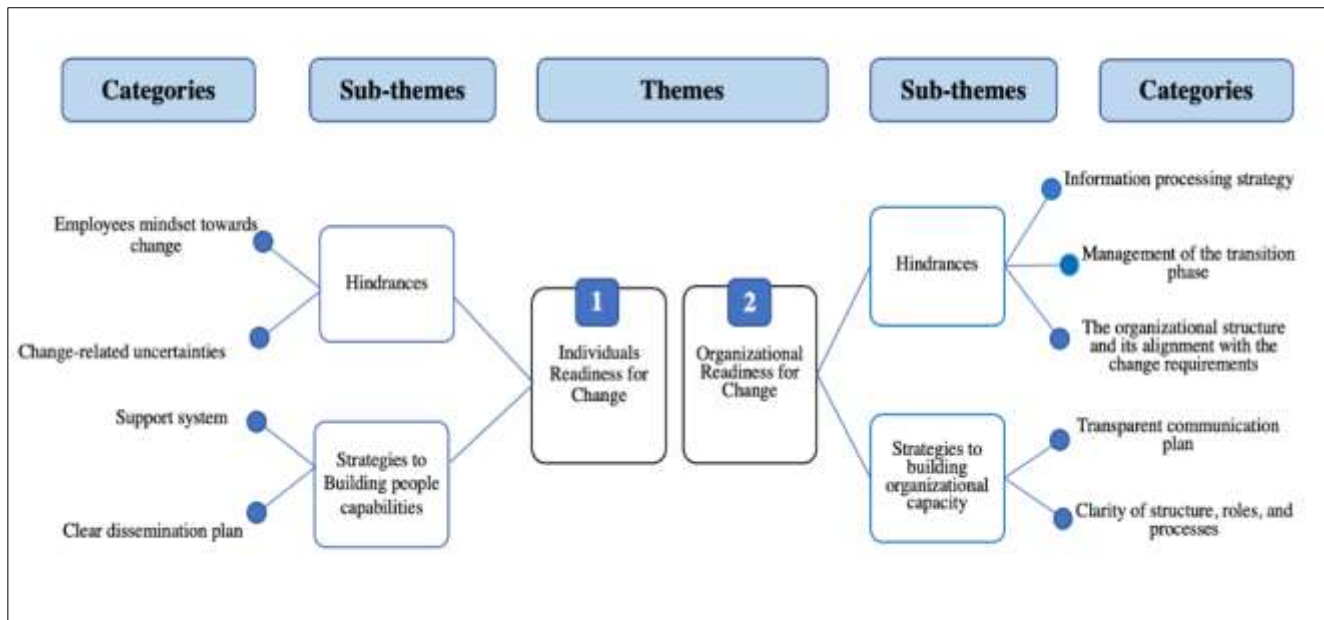 Categories
Sub-themes
Themes
Sub-themes
Categories
Employees mindset towards
change
Change-related uncertainties
Support system
Clear dissemination plan
Hindrances
Strategies to
Building people
capabilities
1
Individuals
Readiness for
Change
2
Organizational
Readiness for
Change
Hindrances
Strategies to
building
organizational
capacity
Information processing strategy
Management of the transition
phase
The organizational structure
and its alignment with the
change requirements
Transparent communication
plan
Clarity of structure, roles, and
processes